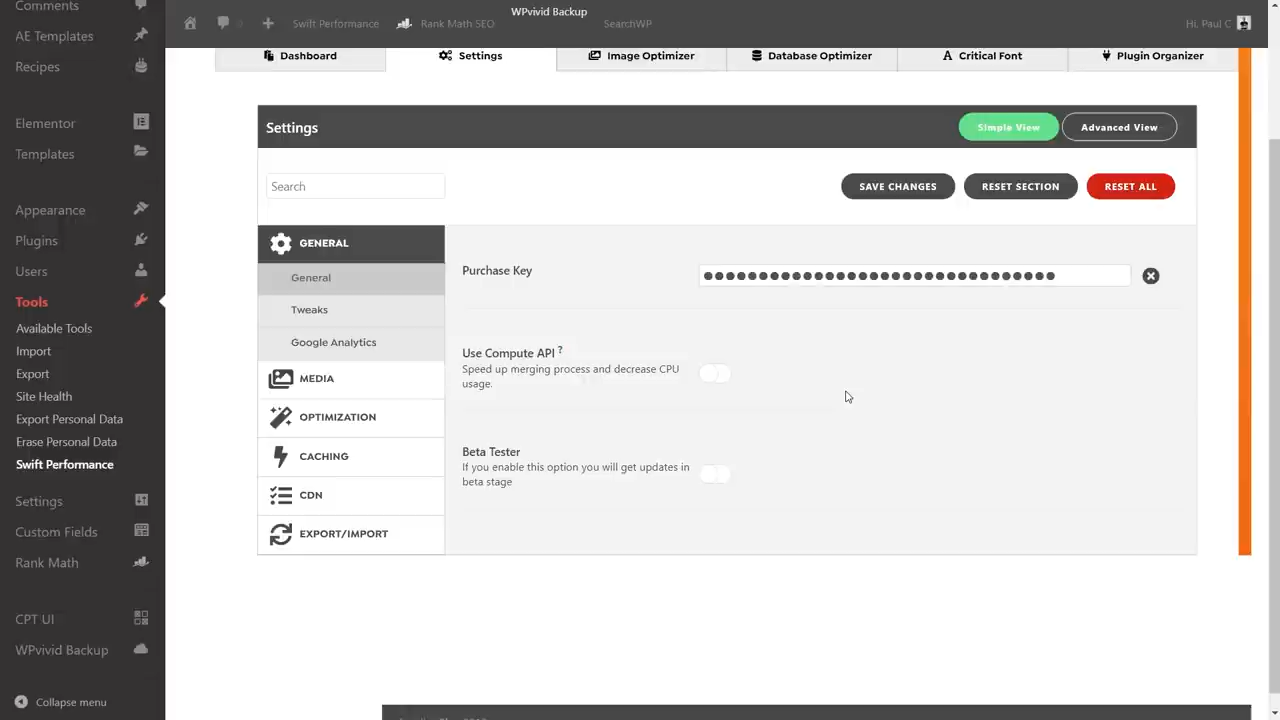 WPvivid Backup
Swift Performance
Rank Math SEO
SearchWP
Hi, Paul C
Comments
AE Templates
Recipes
Elementor
Templates
Appearance
Plugins
Users
Tools
Available Tools
Import
Export
Site Health
Export Personal Data
Erase Personal Data
Swift Performance
Settings
Custom Fields
Rank Math
CPT UI
WPvivid Backup
Collapse menu
Dashboard
Settings
Image Optimizer
Database Optimizer
Critical Font
Plugin Organizer
Settings
Simple View
Advanced View
Search
SAVE CHANGES
RESET SECTION
RESET ALL
GENERAL
General
Tweaks
Google Analytics
MEDIA
OPTIMIZATION
CACHING
CDN
EXPORT/IMPORT
Purchase Key
Use Compute API ?
Speed up merging process and decrease CPU
usage.
Beta Tester
If you enable this option you will get updates in
beta stage